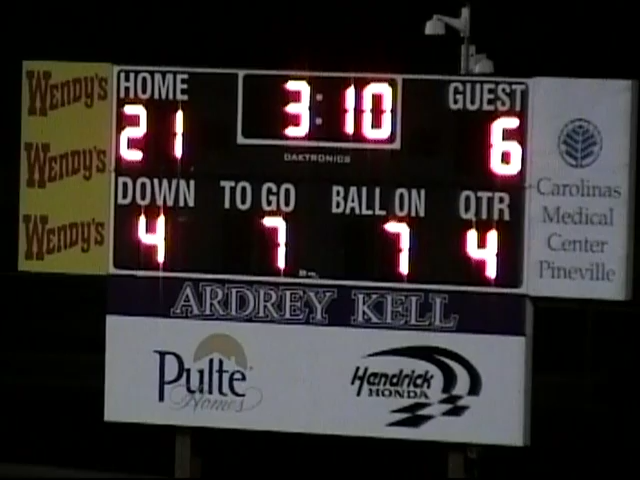 Wendy's
Wendy's
Wendy's
HOME 3:10 GUEST
21 6
DAKTRONICS
DOWN TO GO BALL ON QTR
4 7 7 4
Carolinas
Medical
Center
Pineville
ARDREY KELL
Pulte
Homes
Hendrick
HONDA